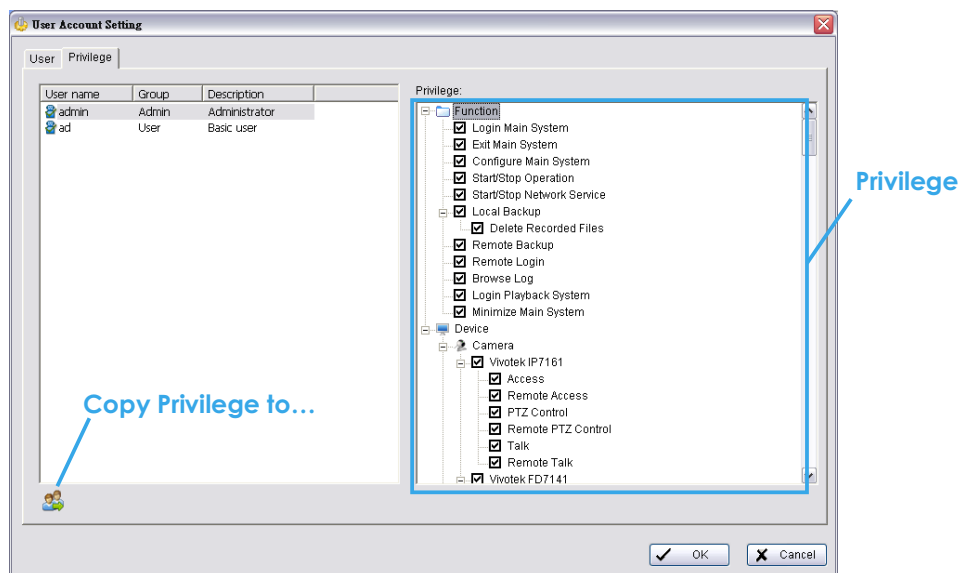 User Account Setting
User Privilege
User name Group Description
admin Admin Administrator
ad User Basic user
Privilege:
Function
Login Main System
Exit Main System
Configure Main System
Start/Stop Operation
Start/Stop Network Service
Local Backup
Delete Recorded Files
Remote Backup
Remote Login
Browse Log
Login Playback System
Minimize Main System
Device
Camera
Vivotek IP7161
Access
Remote Access
PTZ Control
Remote PTZ Control
Talk
Remote Talk
Vivotek FD7141
Privilege
Copy Privilege to…
OK Cancel